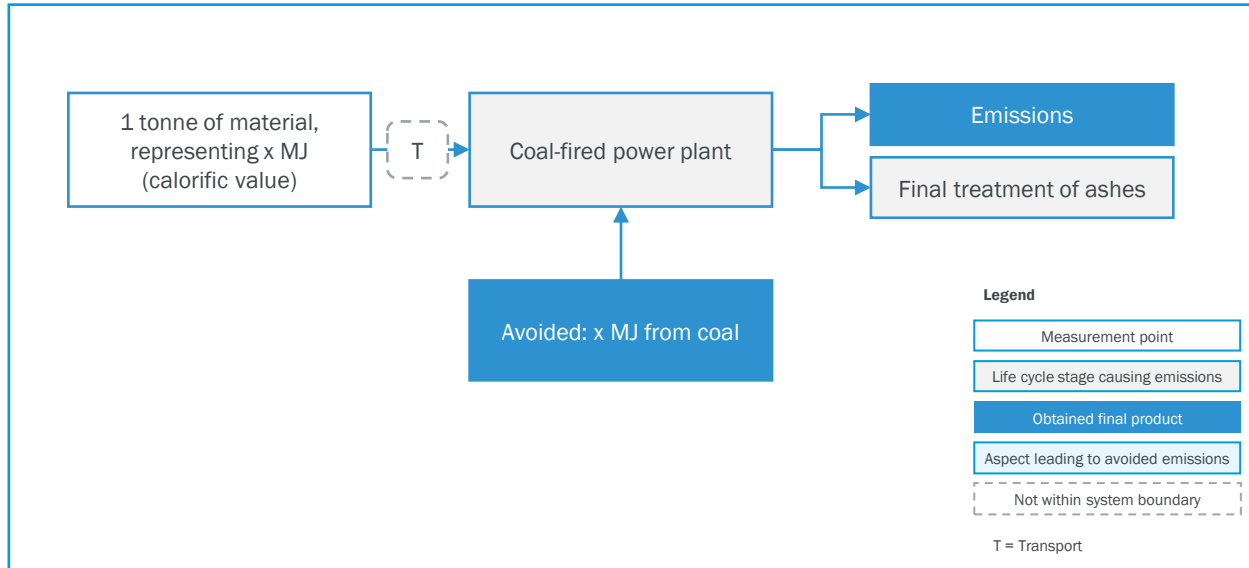 1 tonne of material,
representing x MJ
(calorific value)
T
Coal-fired power plant
Emissions
Final treatment of ashes
Avoided: x MJ from coal
Legend
Measurement point
Life cycle stage causing emissions
Obtained final product
Aspect leading to avoided emissions
Not within system boundary
T = Transport